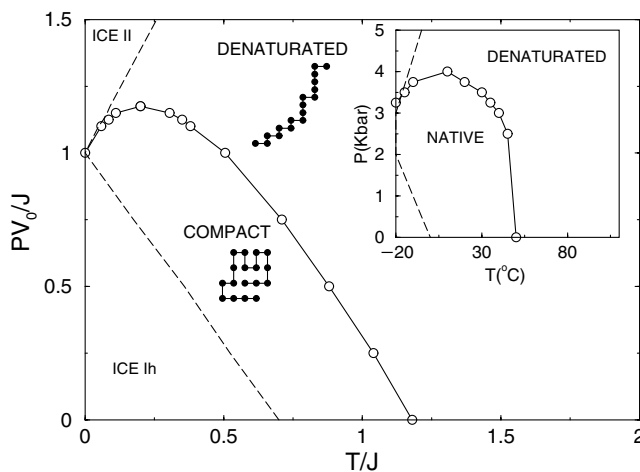 ICE II
DENATURATED
COMPACT
ICE Ih
PV₀/J
1.5
1
0.5
0
0
0.5
1
1.5
2
T/J
DENATURATED
NATIVE
P(Kbar)
5
4
3
2
1
0
−20
30
80
T(°C)